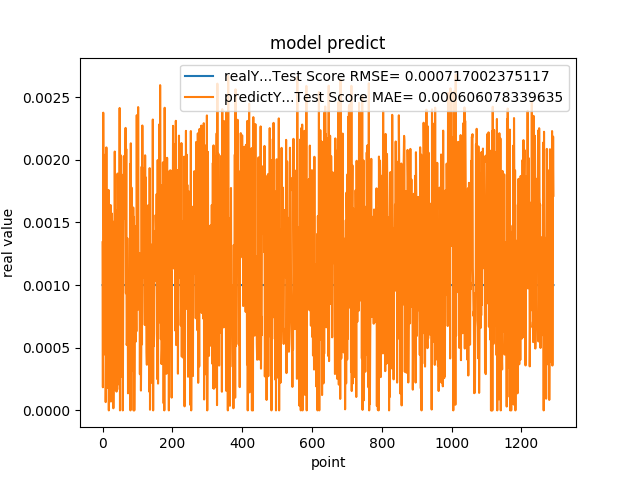 model predict
realY...Test Score RMSE= 0.000717002375117
predictY...Test Score MAE= 0.000606078339635
real value
0.0025
0.0020
0.0015
0.0010
0.0005
0.0000
0 200 400 600 800 1000 1200
point